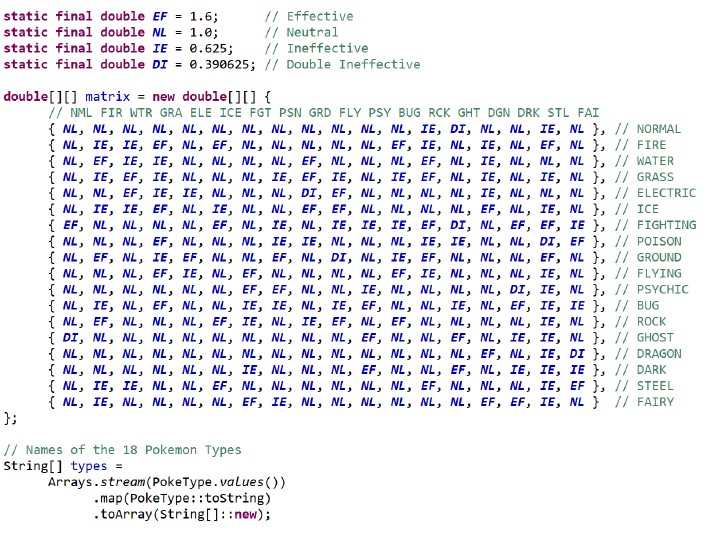 static final double EF = 1.6;      // Effective
static final double NL = 1.0;      // Neutral
static final double IE = 0.625;    // Ineffective
static final double DI = 0.390625; // Double Ineffective

double[][] matrix = new double[][] {
      // NML FIR WTR GRA ELE ICE FGT PSN GRD FLY PSY BUG RCK GHT DGN DRK STL FAI
      { NL, NL, NL, NL, NL, NL, NL, NL, NL, NL, NL, NL, IE, DI, NL, NL, IE, NL }, // NORMAL
      { NL, IE, IE, EF, NL, EF, NL, NL, NL, NL, NL, EF, IE, NL, IE, NL, EF, NL }, // FIRE
      { NL, EF, IE, IE, NL, NL, NL, NL, EF, NL, NL, NL, EF, NL, IE, NL, NL, NL }, // WATER
      { NL, IE, EF, IE, NL, NL, NL, IE, EF, IE, NL, IE, EF, NL, IE, NL, IE, NL }, // GRASS
      { NL, NL, EF, IE, IE, NL, NL, NL, DI, EF, NL, NL, NL, NL, IE, NL, NL, NL }, // ELECTRIC
      { NL, IE, IE, EF, NL, IE, NL, NL, EF, EF, NL, NL, NL, NL, EF, NL, IE, NL }, // ICE
      { EF, NL, NL, NL, NL, EF, NL, IE, NL, IE, IE, IE, EF, DI, NL, EF, EF, IE }, // FIGHTING
      { NL, NL, NL, EF, NL, NL, NL, IE, IE, NL, NL, NL, IE, IE, NL, NL, DI, EF }, // POISON
      { NL, EF, NL, IE, EF, NL, NL, EF, NL, DI, NL, IE, EF, NL, NL, NL, EF, NL }, // GROUND
      { NL, NL, NL, EF, IE, NL, EF, NL, NL, NL, NL, EF, IE, NL, NL, NL, IE, NL }, // FLYING
      { NL, NL, NL, NL, NL, NL, EF, EF, NL, NL, IE, NL, NL, NL, NL, DI, IE, NL }, // PSYCHIC
      { NL, IE, NL, EF, NL, NL, IE, IE, NL, IE, EF, NL, NL, IE, NL, EF, IE, IE }, // BUG
      { NL, EF, NL, NL, NL, EF, IE, NL, IE, EF, NL, EF, NL, NL, NL, NL, IE, NL }, // ROCK
      { DI, NL, NL, NL, NL, NL, NL, NL, NL, NL, EF, NL, NL, EF, NL, IE, IE, NL }, // GHOST
      { NL, NL, NL, NL, NL, NL, NL, NL, NL, NL, NL, NL, NL, NL, EF, NL, IE, DI }, // DRAGON
      { NL, NL, NL, NL, NL, NL, IE, NL, NL, NL, EF, NL, NL, EF, NL, IE, IE, IE }, // DARK
      { NL, IE, IE, NL, NL, EF, NL, NL, NL, NL, NL, NL, EF, NL, NL, NL, IE, EF }, // STEEL
      { NL, IE, NL, NL, NL, NL, EF, IE, NL, NL, NL, NL, NL, NL, EF, EF, IE, NL }  // FAIRY
};

// Names of the 18 Pokemon Types
String[] types =
      Arrays.stream(PokeType.values())
            .map(PokeType::toString)
            .toArray(String[]::new);